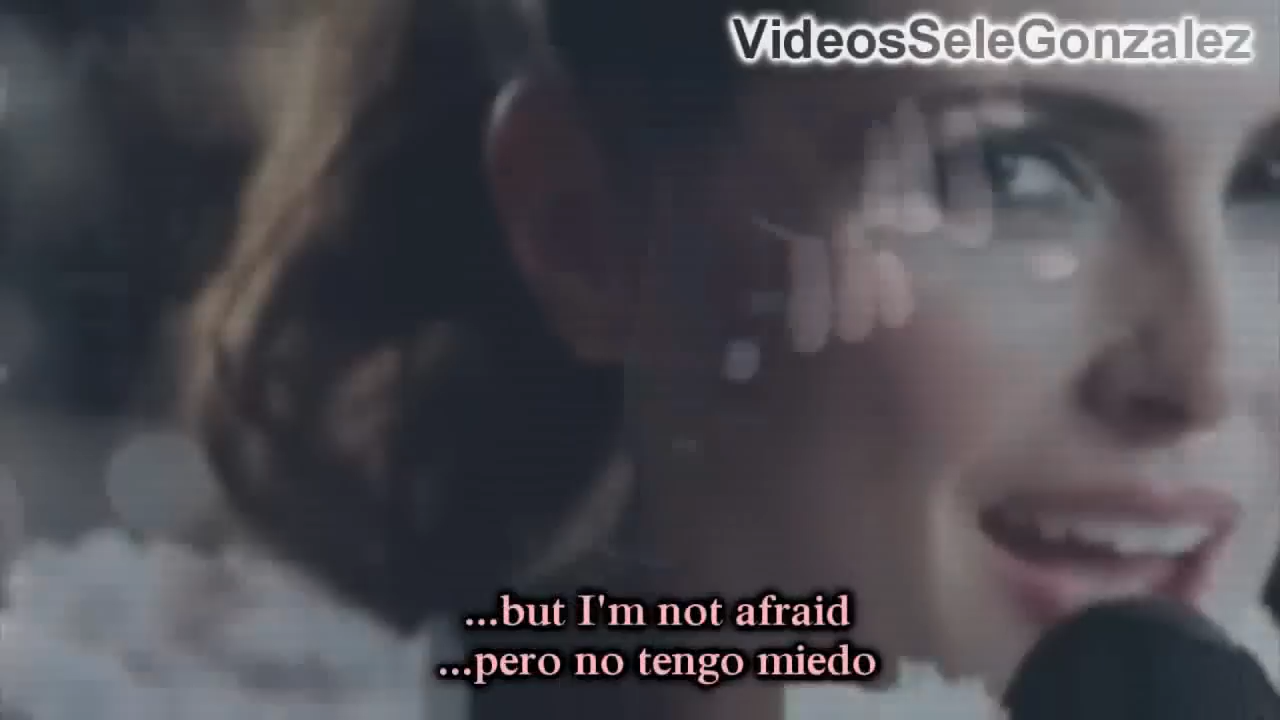 VideosSeleGonzalez
...but I'm not afraid
...pero no tengo miedo